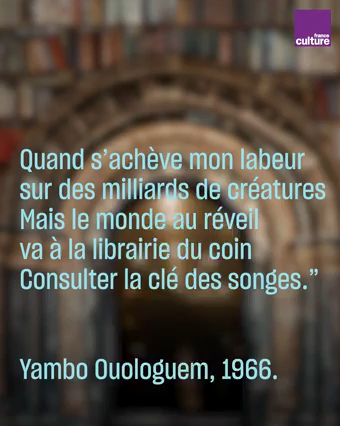 france
culture
Quand s’achève mon labeur
sur des milliards de créatures
Mais le monde au réveil
va à la librairie du coin
Consulter la clé des songes.”
Yambo Ouologuem, 1966.